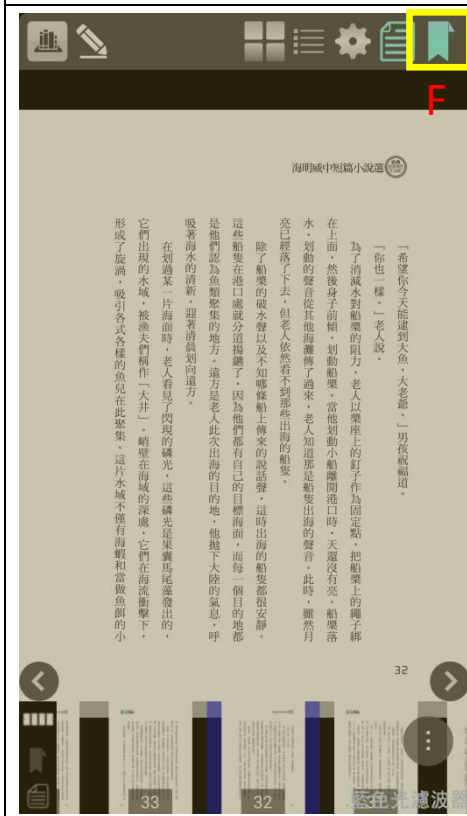 F
海明威中短篇小說選
「希望你今天能逮到大魚，大老爺。」男孩祝福道。
「你也一樣。」老人說。
為了消減水對船槳的阻力，老人以槳座上的釘子作為固定點，把船槳上的繩子綁
在上面，然後身子前傾，划動船槳。當他划動小船離開港口時，天還沒有亮。船槳落
水、划動的聲音從其他海灘傳了過來，老人知道那是船隻出海的聲音。此時，雖然月
亮已經落了下去，但老人依然看不到那些出海的船隻。
除了船槳的破水聲以及不知哪條船上傳來的說話聲，這時出海的船隻都很安靜。
這些船隻在港口處就分道揚鑣了，因為他們都有自己的目標海面，而每一個目的地都
是他們認為魚類聚集的地方。遠方是老人此次出海的目的地，他拋下大陸的氣息，呼
吸著海水的清新，迎著清晨划向遠方。
在划過某一片海面時，老人看見了閃現的磷光，這些磷光是果囊馬尾藻發出的，
它們出現的水域，被漁夫們稱作「大井」。峭壁在海域的深處，它們在海流衝擊下，
形成了旋渦，吸引各式各樣的魚兒在此聚集。這片水域不僅有海蝦和當做魚餌的小
32
33
32
藍色光濾波器